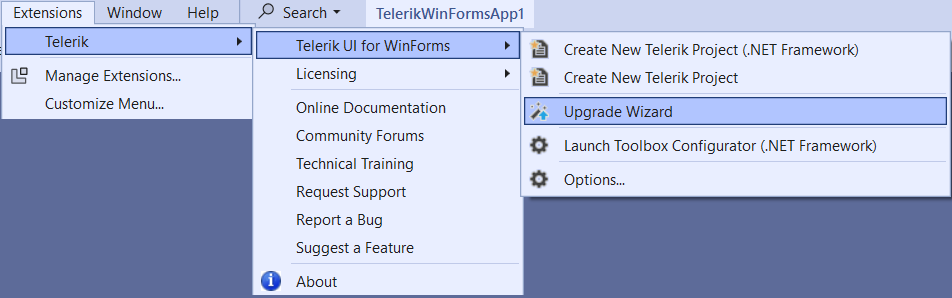 Extensions Window Help Search TelerikWinFormsApp1
Telerik
Manage Extensions...
Customize Menu...
Telerik UI for WinForms
Licensing
Online Documentation
Community Forums
Technical Training
Request Support
Report a Bug
Suggest a Feature
About
Create New Telerik Project (.NET Framework)
Create New Telerik Project
Upgrade Wizard
Launch Toolbox Configurator (.NET Framework)
Options...